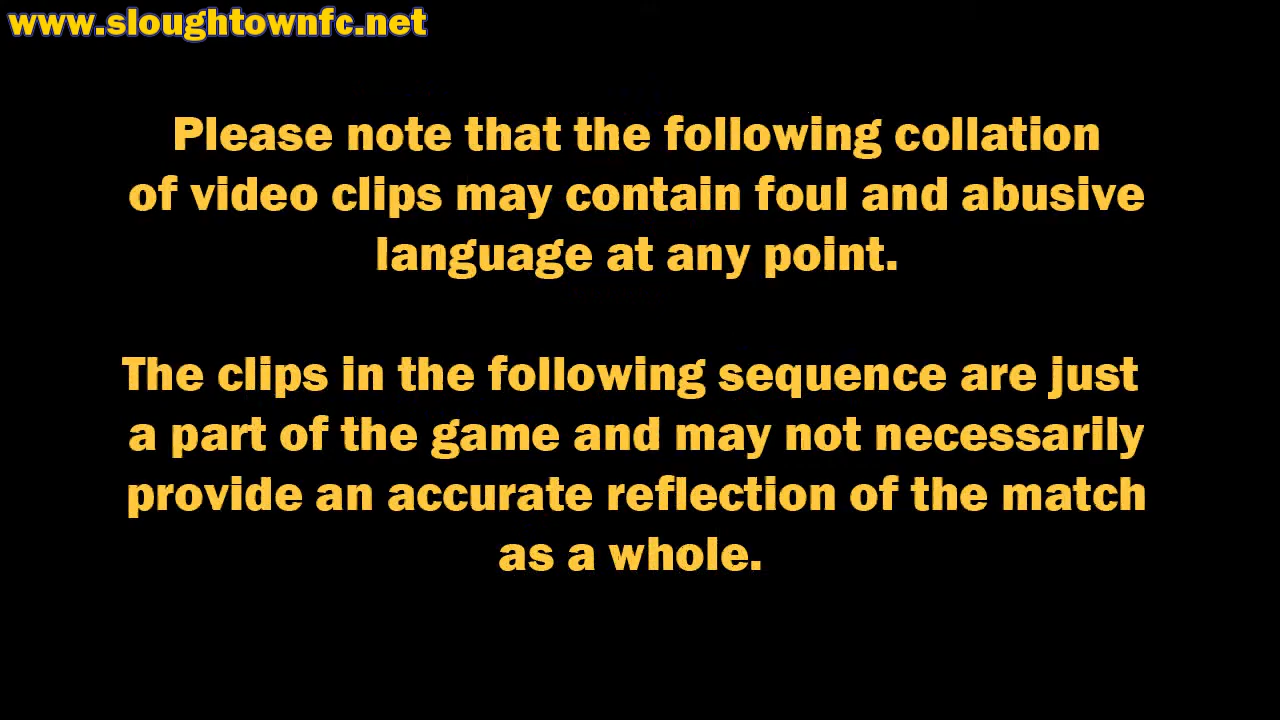 www.sloughtownfc.net
Please note that the following collation
of video clips may contain foul and abusive
language at any point.
The clips in the following sequence are just
a part of the game and may not necessarily
provide an accurate reflection of the match
as a whole.